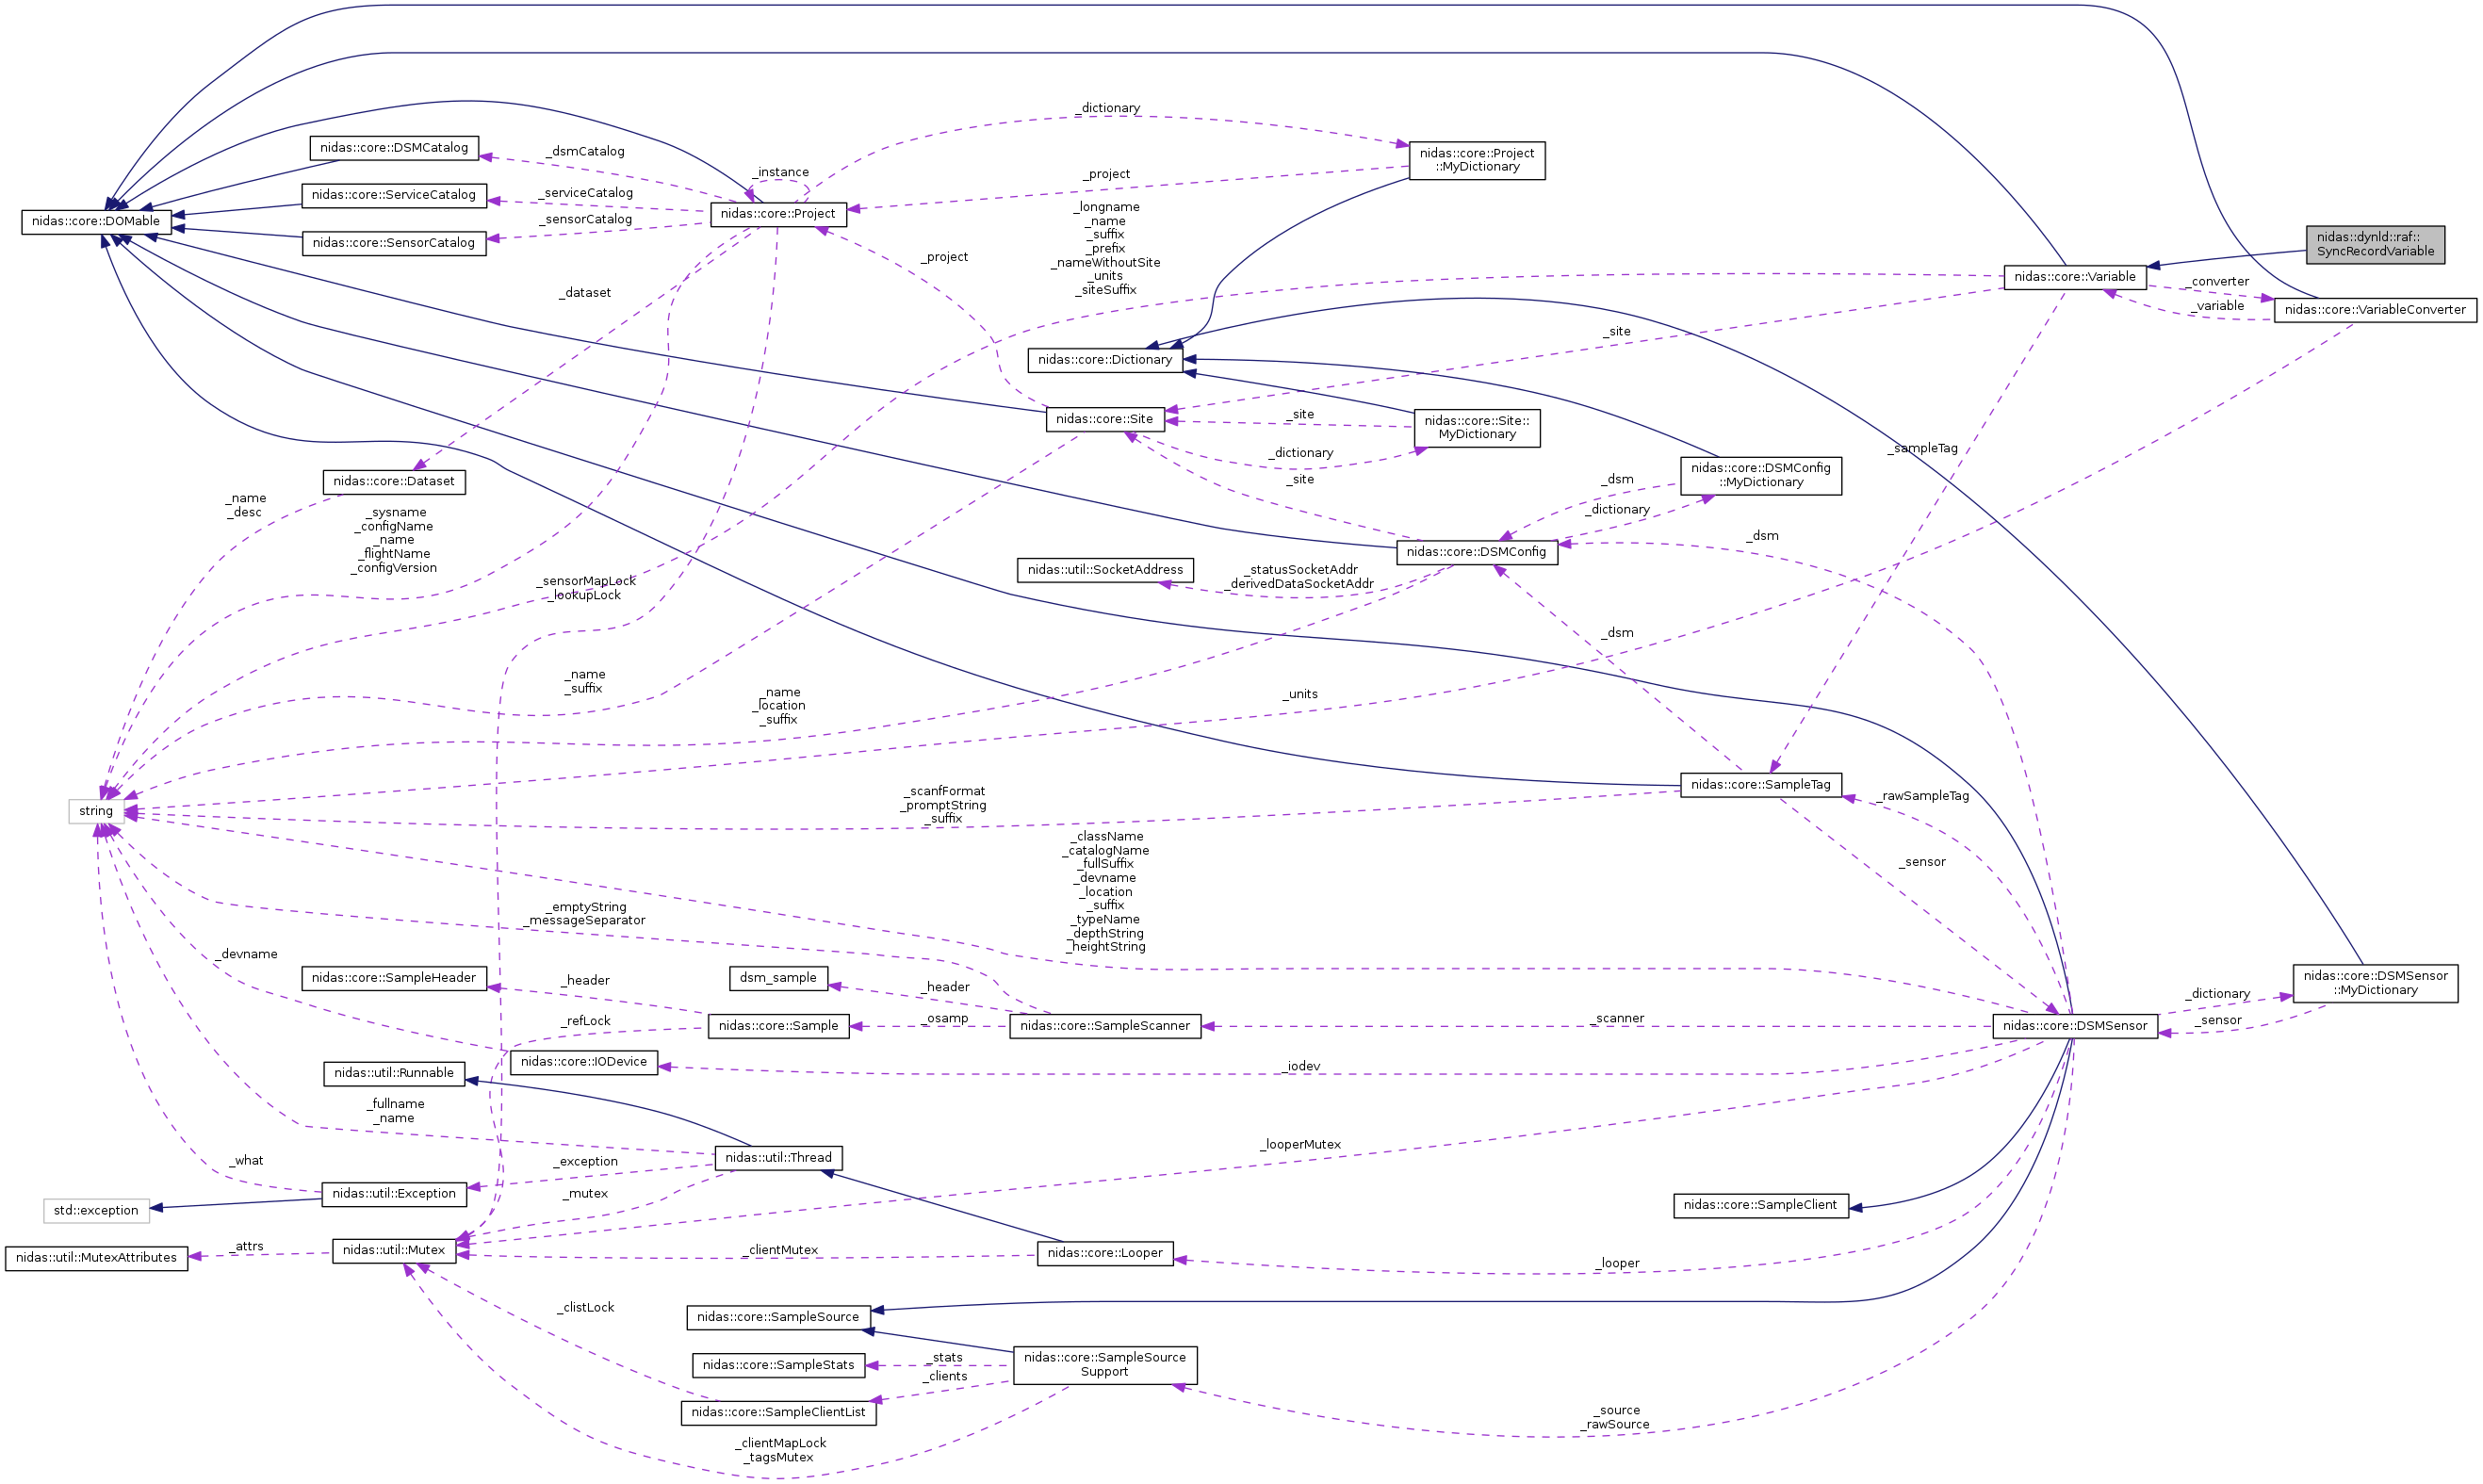 _dictionary
nidas::core::DSMCatalog
_dsmCatalog
nidas::core::Project
::MyDictionary
_instance
_project
nidas::core::ServiceCatalog
_serviceCatalog
nidas::core::DOMable
nidas::core::Project
_sensorCatalog
nidas::core::SensorCatalog
_longname
_name
_suffix
_prefix
_nameWithoutSite
_units
_siteSuffix
nidas::dynld::raf::
SyncRecordVariable
_project
nidas::core::Variable
_converter
_dataset
_variable
nidas::core::VariableConverter
_site
nidas::core::Dictionary
nidas::core::Site
_site
nidas::core::Site::
MyDictionary
_dictionary
_sampleTag
nidas::core::Dataset
_name
_desc
_site
_dsm
nidas::core::DSMConfig
::MyDictionary
_dictionary
_sysname
_configName
_name
_flightName
_configVersion
_dsm
nidas::core::DSMConfig
nidas::util::SocketAddress
_statusSocketAddr
_derivedDataSocketAddr
_sensorMapLock
_lookupLock
_dsm
_name
_suffix
_name
_location
_suffix
_units
nidas::core::SampleTag
string
_scanfFormat
_promptString
_suffix
_rawSampleTag
_className
_catalogName
_fullSuffix
_devname
_location
_suffix
_typeName
_depthString
_heightString
_sensor
_emptyString
_messageSeparator
_devname
nidas::core::SampleHeader
_header
dsm_sample
_header
nidas::core::DSMSensor
::MyDictionary
_dictionary
_sensor
_refLock
nidas::core::Sample
_osamp
nidas::core::SampleScanner
_scanner
nidas::core::DSMSensor
nidas::core::IODevice
_iodev
nidas::util::Runnable
_fullname
_name
_looperMutex
nidas::util::Thread
_exception
_what
nidas::util::Exception
_mutex
std::exception
nidas::core::SampleClient
nidas::util::Mutex
_attrs
nidas::util::MutexAttributes
_clientMutex
nidas::core::Looper
_looper
_clistLock
nidas::core::SampleSource
nidas::core::SampleStats
_stats
nidas::core::SampleSource
Support
_clients
nidas::core::SampleClientList
_source
_rawSource
_clientMapLock
_tagsMutex